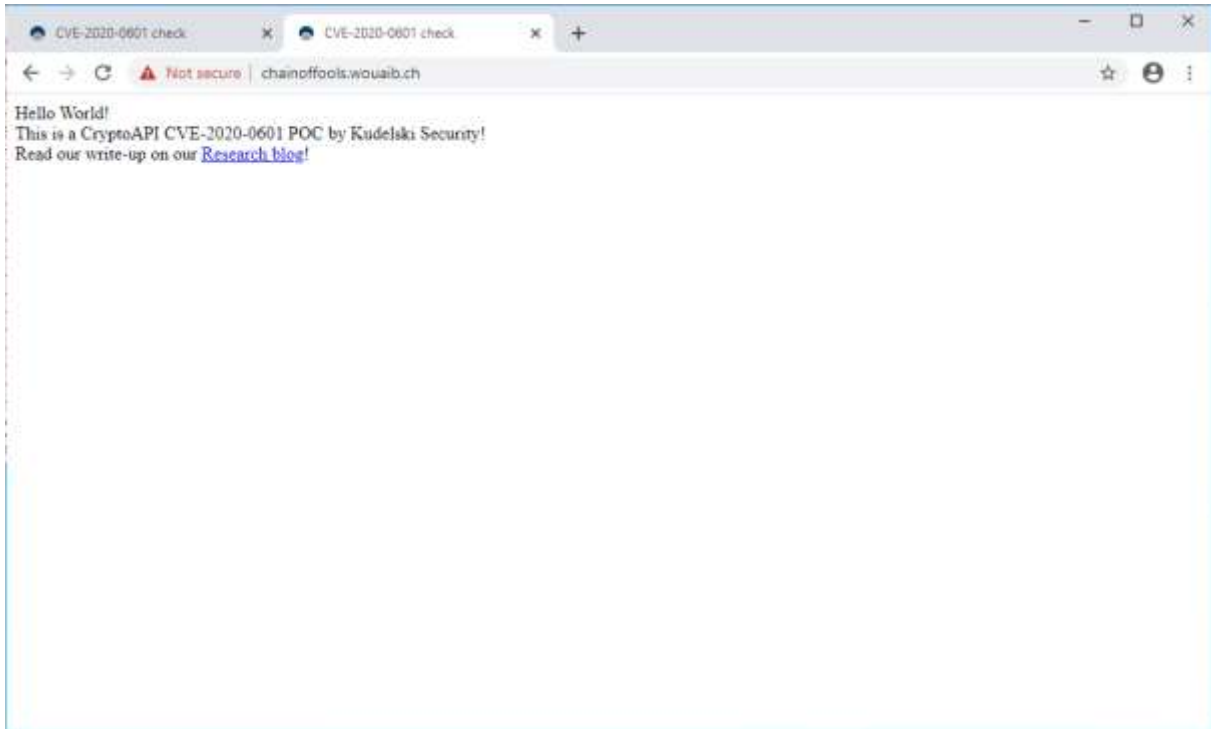 CVE-2020-0601 check
CVE-2020-0601 check
Not secure | chainoffools.wouaib.ch
Hello World!
This is a CryptoAPI CVE-2020-0601 POC by Kudelski Security!
Read our write-up on our Research blog!